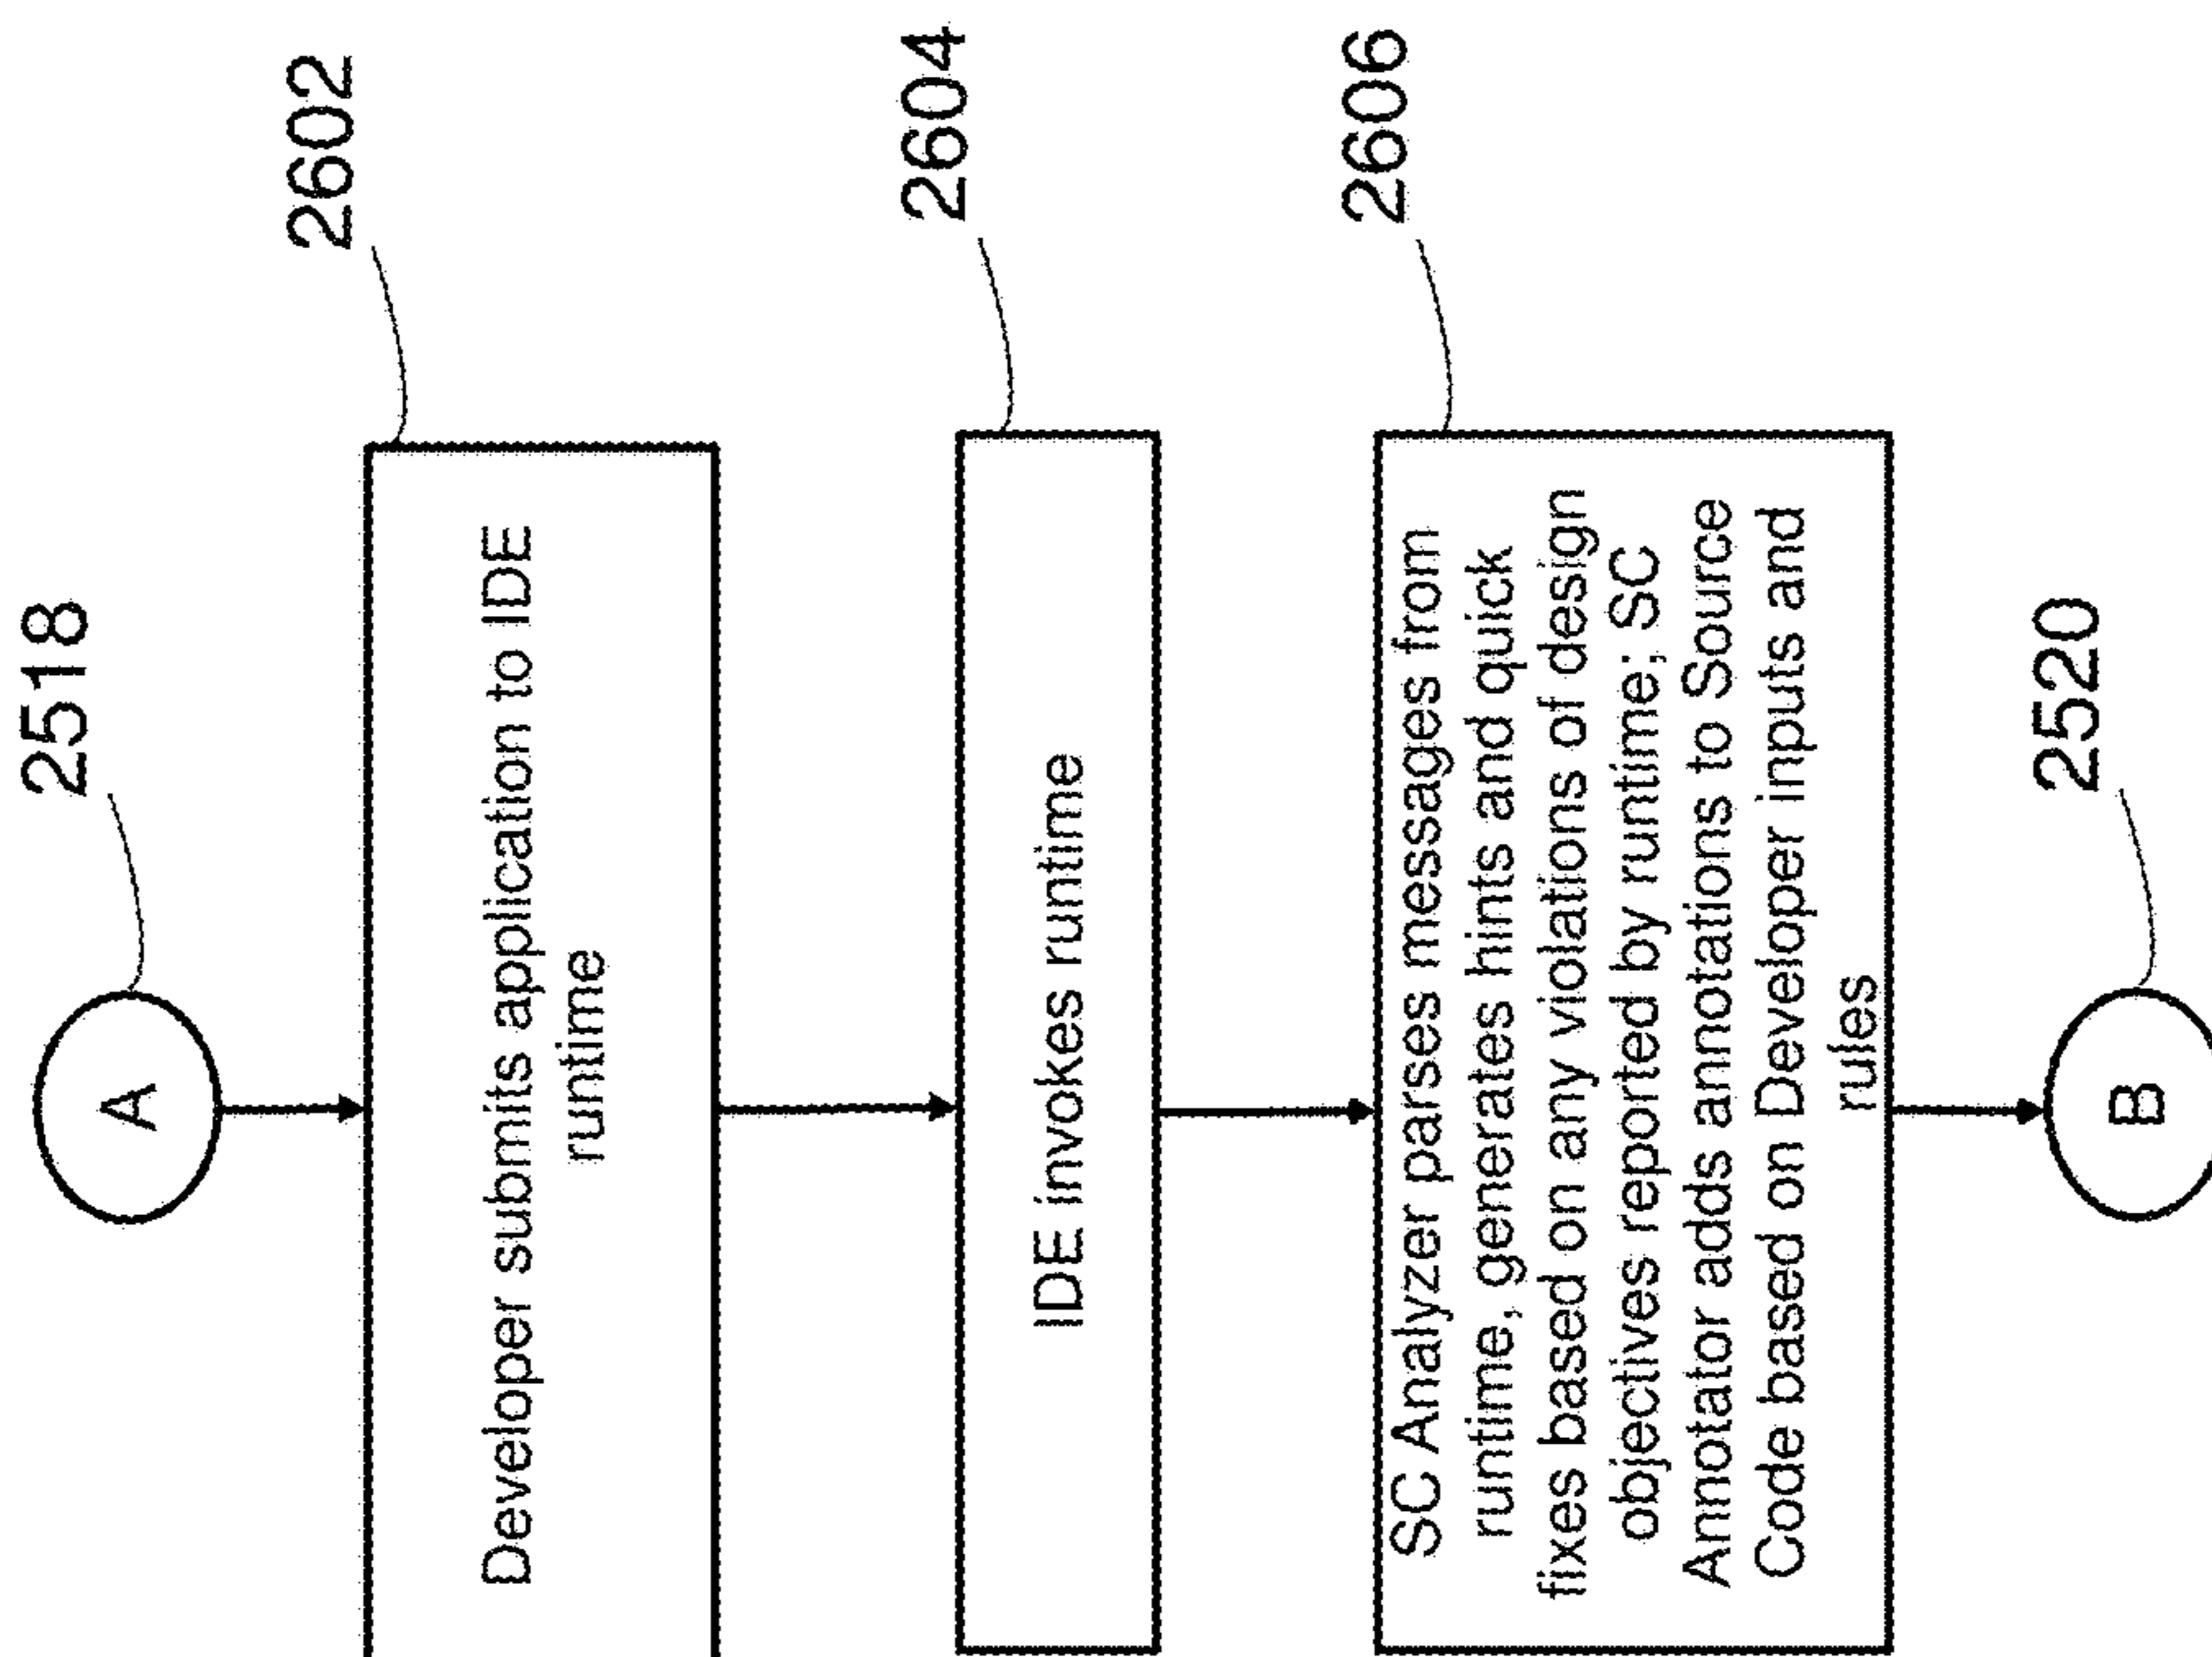 2518
A
2602
Developer submits application to IDE
runtime
2604
IDE invokes runtime
2606
SC Analyzer parses messages from
runtime, generates hints and quick
fixes based on any violations of design
objectives reported by runtime; SC
Annotator adds annotations to Source
Code based on Developer inputs and
rules
2520
B